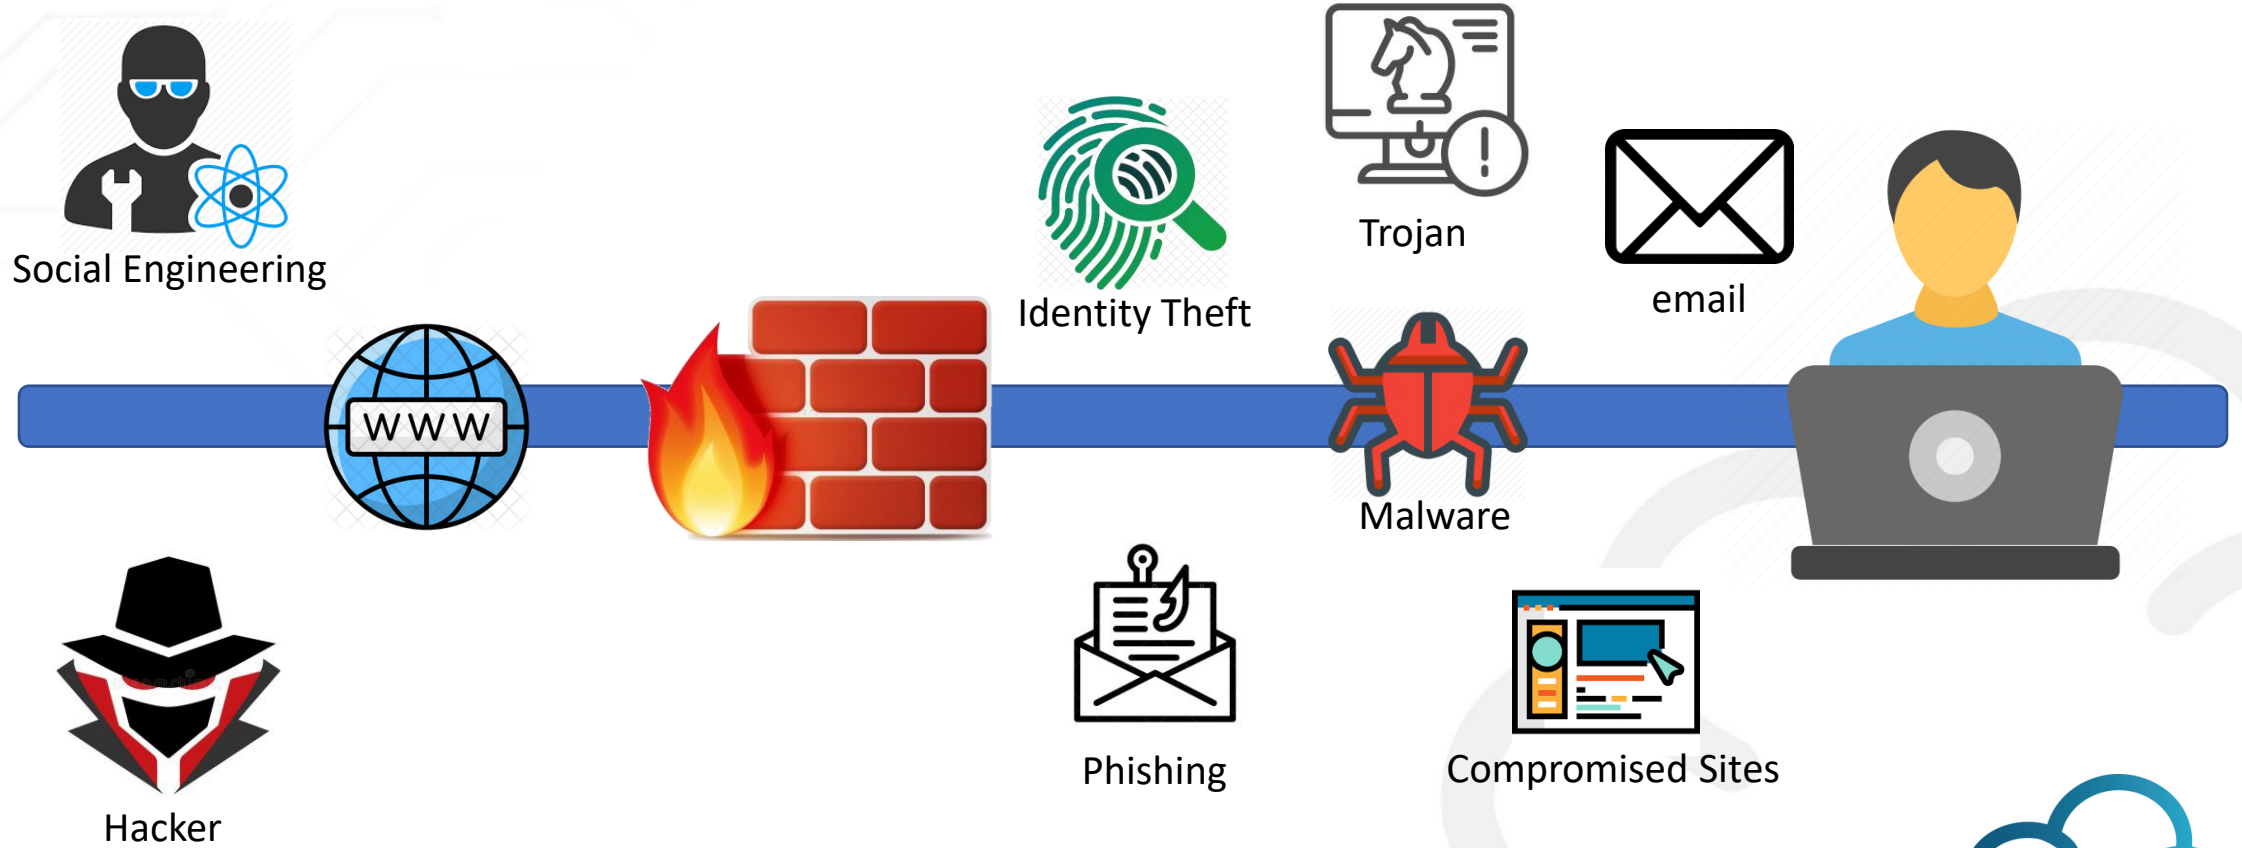 Social Engineering
Identity Theft
Trojan
email
WWW
Malware
Phishing
Compromised Sites
Hacker